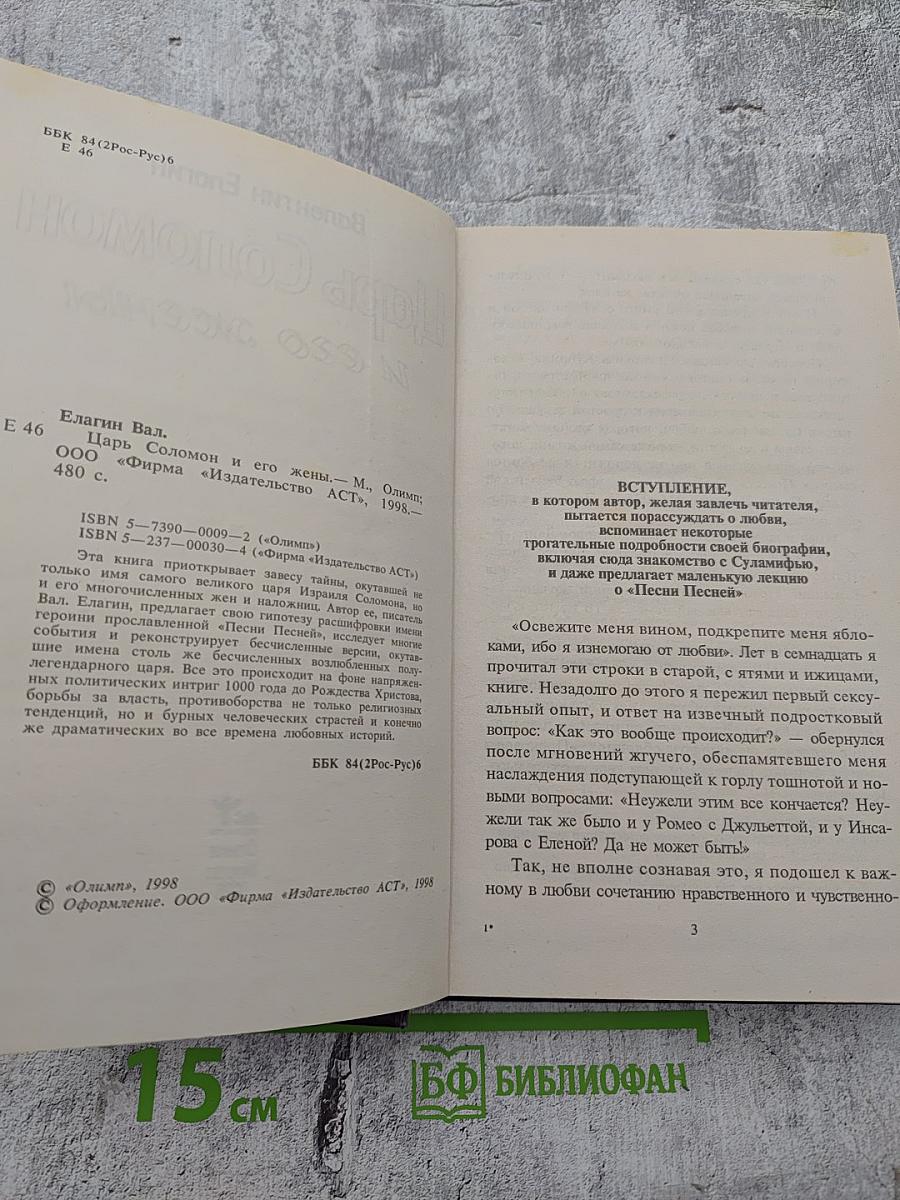 ББК 84(2Рос-Рус)6
Е 46
Елагин Вал.
Е 46 Царь Соломон и его жены.— М., Олимп;
ООО «Фирма «Издательство АСТ», 1998.—
480 с.
ISBN 5—7390—0009—2 («Олимп»)
ISBN 5—237—00030—4 («Фирма «Издательство АСТ»)
Эта книга приоткрывает завесу тайны, окутавшей не
только имя самого великого царя Израиля Соломона, но
и его многочисленных жен и наложниц. Автор ее, писатель
Вал. Елагин, предлагает свою гипотезу расшифровки имени
героини прославленной «Песни Песней», исследует многие
события и реконструирует бесчисленные версии, окутав-
шие имена столь же бесчисленных возлюбленных полу-
легендарного царя. Все это происходит на фоне напряжен-
ных политических интриг 1000 года до Рождества Христова,
борьбы за власть, противоборства не только религиозных
тенденций, но и бурных человеческих страстей и конечно
же драматических во все времена любовных историй.
ББК 84(2Рос-Рус)6
© «Олимп», 1998
© Оформление. ООО «Фирма «Издательство АСТ», 1998
ВСТУПЛЕНИЕ,
в котором автор, желая завлечь читателя,
пытается порассуждать о любви,
вспоминает некоторые
трогательные подробности своей биографии,
включая сюда знакомство с Суламифью,
и даже предлагает маленькую лекцию
о «Песни Песней»
«Освежите меня вином, подкрепите меня ябло-
ками, ибо я изнемогаю от любви». Лет в семнадцать я
прочитал эти строки в старой, с ятями и ижицами,
книге. Незадолго до этого я пережил первый сексу-
альный опыт, и ответ на извечный подростковый
вопрос: «Как это вообще происходит?» — обернулся
после мгновений жгучего, обеспамятевшего меня
наслаждения подступающей к горлу тошнотой и но-
выми вопросами: «Неужели этим все кончается? Неу-
жели так же было и у Ромео с Джульеттой, и у Инса-
рова с Еленой? Да не может быть!»
Так, не вполне сознавая это, я подошел к важ-
ному в любви сочетанию нравственного и чувственно-
1*
3
15 см
БФ БИБЛИОФАН